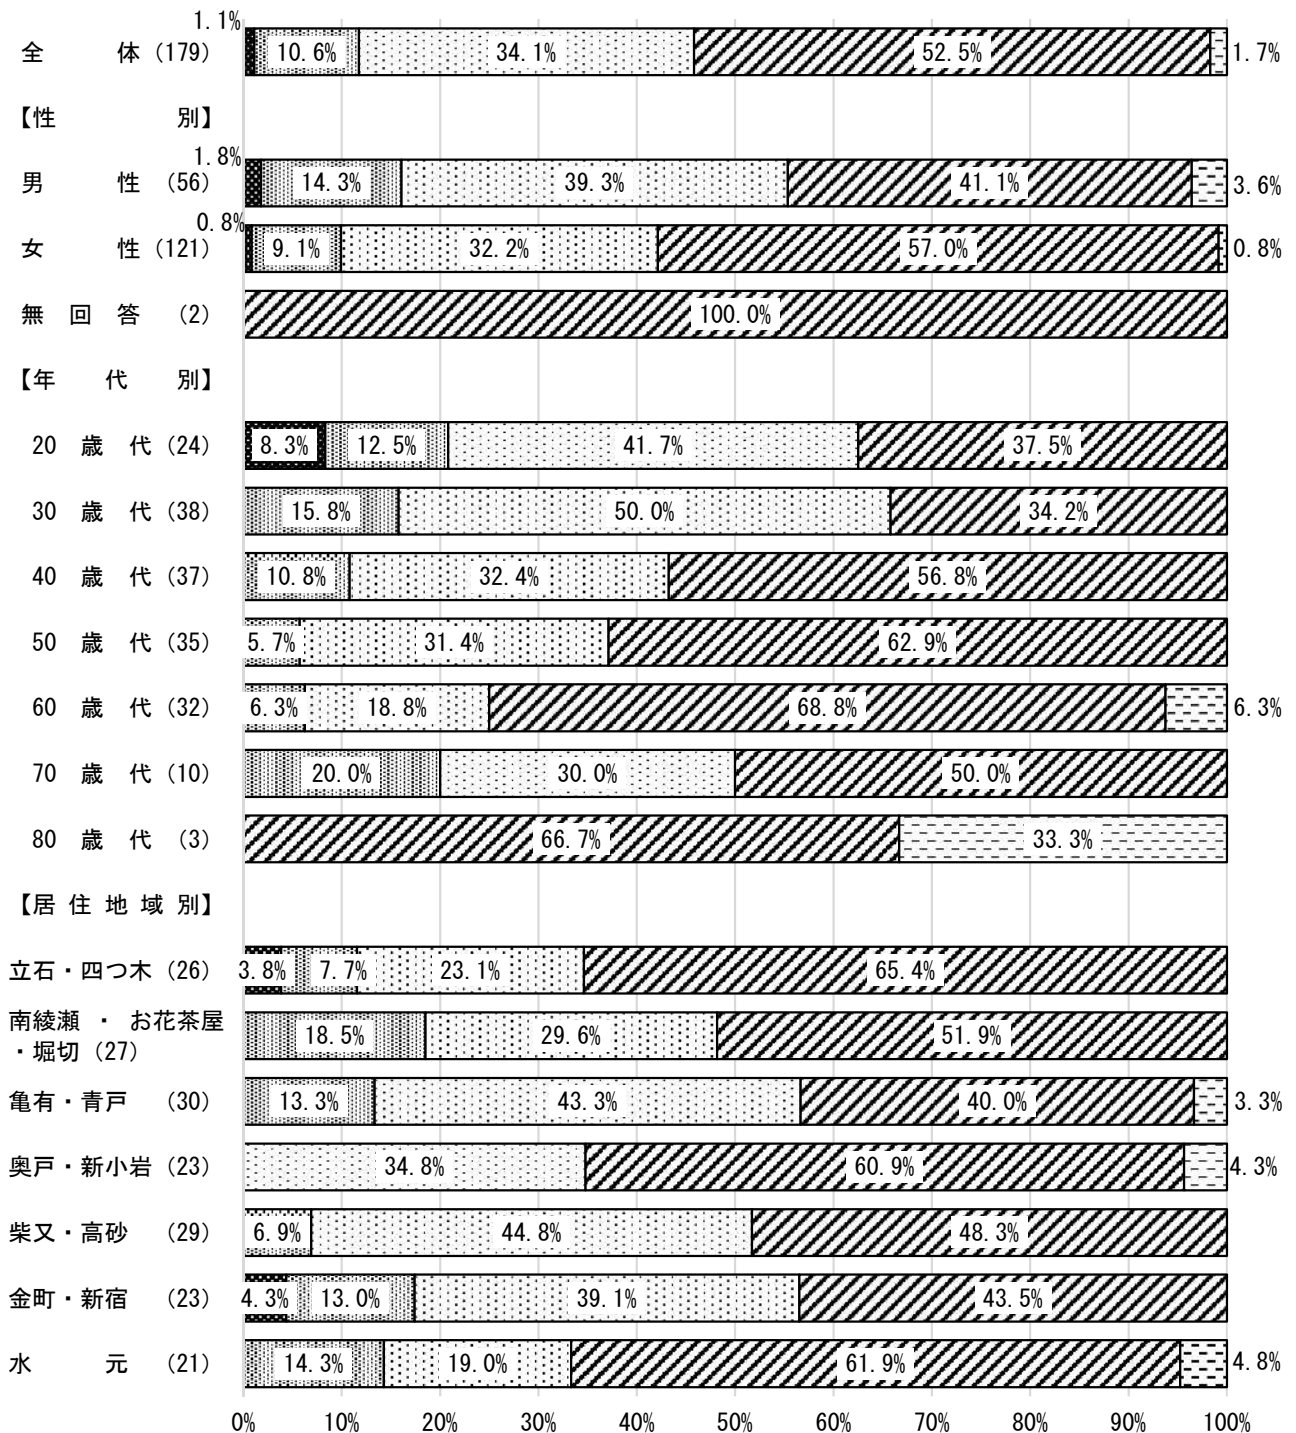 1.1%
全 体 (179) 10.6% 34.1% 52.5% 1.7%
【性 別】
1.8%
男 性 (56) 14.3% 39.3% 41.1% 3.6%
0.8%
女 性 (121) 9.1% 32.2% 57.0% 0.8%
無 回 答 (2) 100.0%
【年 代 別】
20 歳 代 (24) 8.3% 12.5% 41.7% 37.5%
30 歳 代 (38) 15.8% 50.0% 34.2%
40 歳 代 (37) 10.8% 32.4% 56.8%
50 歳 代 (35) 5.7% 31.4% 62.9%
60 歳 代 (32) 6.3% 18.8% 68.8% 6.3%
70 歳 代 (10) 20.0% 30.0% 50.0%
80 歳 代 (3) 66.7% 33.3%
【居 住 地 域 別】
立石・四つ木 (26) 3.8% 7.7% 23.1% 65.4%
南綾瀬 ・ お花茶屋
・堀切 (27) 18.5% 29.6% 51.9%
亀有・青戸 (30) 13.3% 43.3% 40.0% 3.3%
奥戸・新小岩 (23) 34.8% 60.9% 4.3%
柴又・高砂 (29) 6.9% 44.8% 48.3%
金町・新宿 (23) 4.3% 13.0% 39.1% 43.5%
水 元 (21) 14.3% 19.0% 61.9% 4.8%
0% 10% 20% 30% 40% 50% 60% 70% 80% 90% 100%